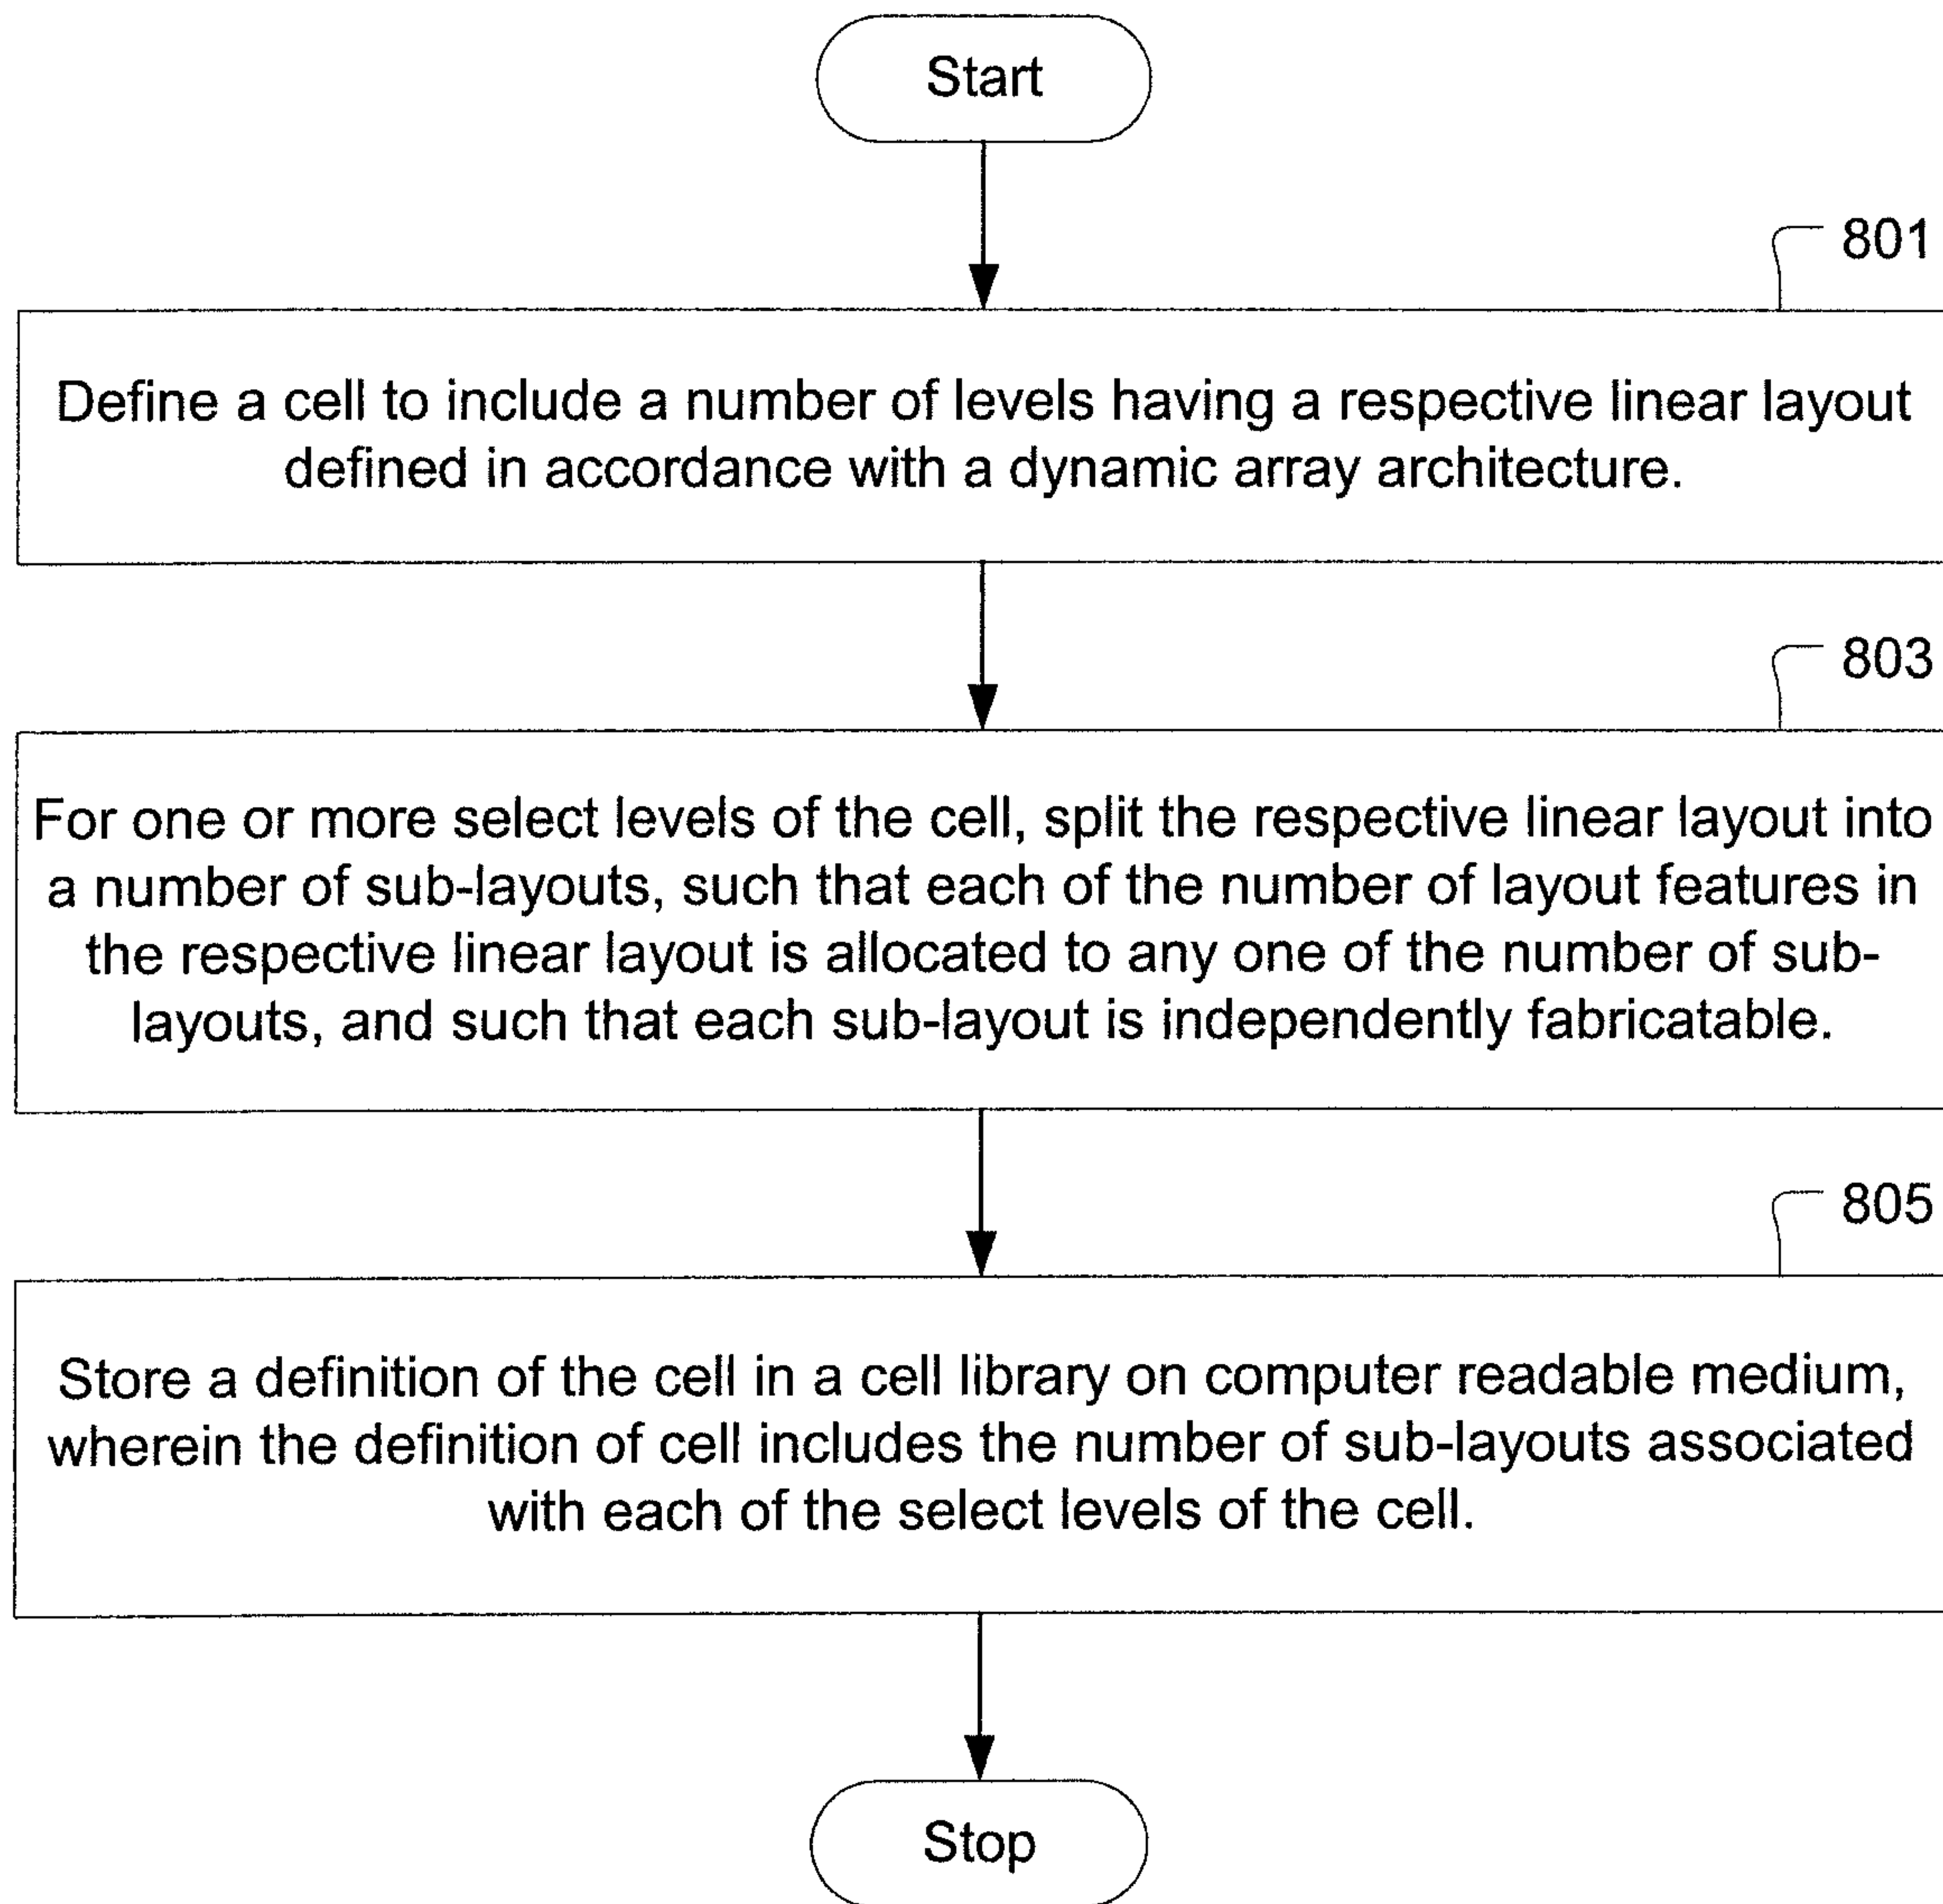 Start
801
Define a cell to include a number of levels having a respective linear layout
defined in accordance with a dynamic array architecture.
803
For one or more select levels of the cell, split the respective linear layout into
a number of sub-layouts, such that each of the number of layout features in
the respective linear layout is allocated to any one of the number of sub-
layouts, and such that each sub-layout is independently fabricatable.
805
Store a definition of the cell in a cell library on computer readable medium,
wherein the definition of cell includes the number of sub-layouts associated
with each of the select levels of the cell.
Stop